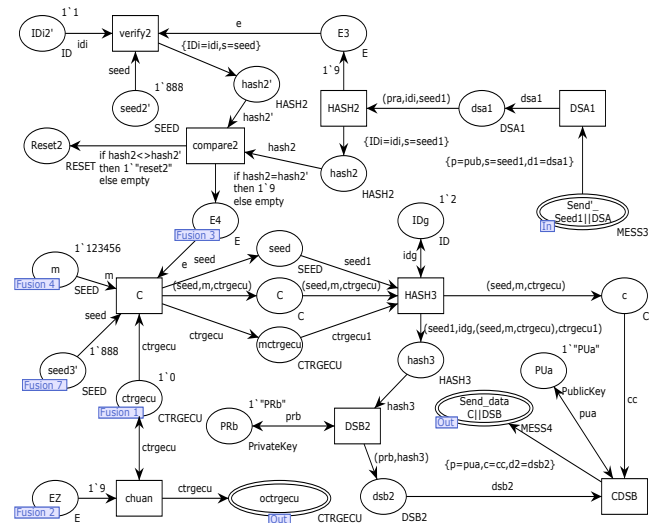 1`1
IDi2'
ID
idi
verify2
e
E3
E
{IDi=idi,s=seed}
seed
1`888
seed2'
SEED
hash2'
HASH2
hash2'
1`9
HASH2
(pra,idi,seed1)
dsa1
DSA1
dsa1
DSA1
{IDi=idi,s=seed1}
{p=pub,s=seed1,d1=dsa1}
Reset2
RESET
if hash2<>hash2'
then 1`"reset2"
else empty
compare2
hash2
hash2
HASH2
if hash2=hash2'
then 1`9
else empty
Send'_
Seed1||DSA
In
MESS3
E4
Fusion 3
E
e
1`2
IDg
ID
idg
1`123456
m
Fusion 4
SEED
m
C
seed
seed
SEED
seed1
(seed,m,ctrgecu)
C
C
(seed,m,ctrgecu)
HASH3
(seed,m,ctrgecu)
c
C
seed
1`888
seed3'
Fusion 7
SEED
ctrgecu
ctrgecu
mctrgecu
CTRGECU
ctrgecu1
(seed1,idg,(seed,m,ctrgecu),ctrgecu1)
hash3
HASH3
hash3
1`0
ctrgecu
Fusion 1
CTRGECU
ctrgecu
1`"PRb"
PRb
PrivateKey
prb
DSB2
(prb,hash3)
1`"PUa"
PUa
PublicKey
pua
cc
Send_data
C||DSB
Out
MESS4
{p=pua,c=cc,d2=dsb2}
1`9
EZ
Fusion 2
E
chuan
ctrgecu
octrgecu
Out
CTRGECU
dsb2
DSB2
dsb2
CDSB